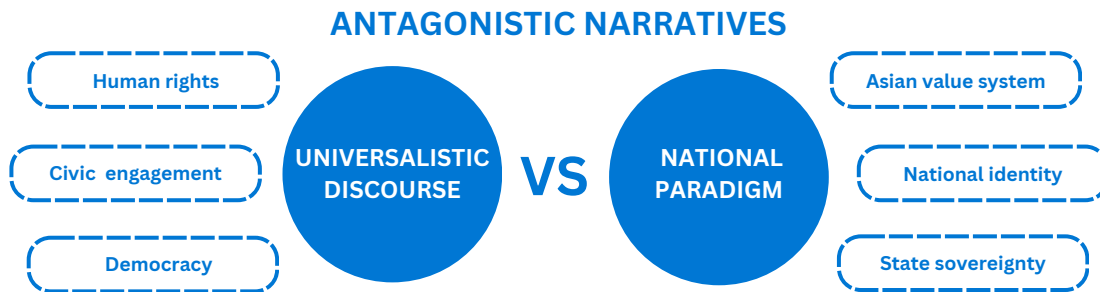 ANTAGONISTIC NARRATIVES
Human rights
Civic engagement
Democracy
UNIVERSALISTIC
DISCOURSE
VS
NATIONAL
PARADIGM
Asian value system
National identity
State sovereignty